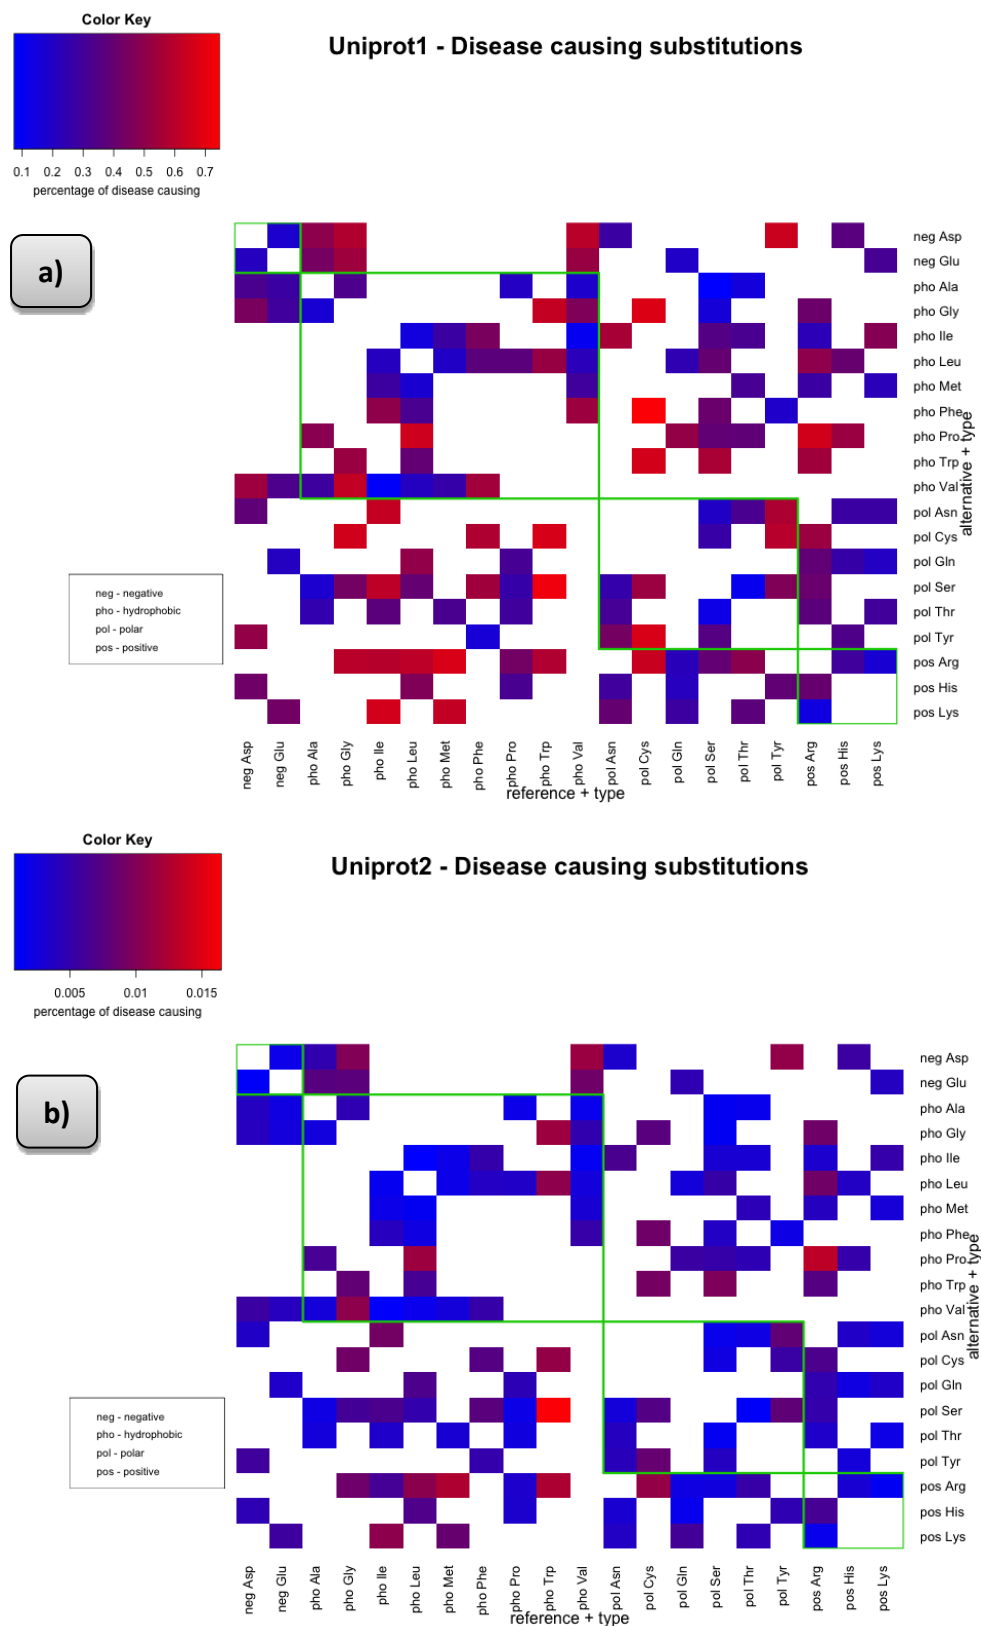 Color Key
Uniprot1 - Disease causing substitutions
0.1 0.2 0.3 0.4 0.5 0.6 0.7
percentage of disease causing
a)
neg Asp
neg Glu
pho Ala
pho Gly
pho Ile
pho Leu
pho Met
pho Phe
pho Pro
pho Trp
pho Val
pol Asn
pol Cys
pol Gln
pol Ser
pol Thr
pol Tyr
pos Arg
pos His
pos Lys
alternative + type
neg - negative
pho - hydrophobic
pol - polar
pos - positive
neg Asp
neg Glu
pho Ala
pho Gly
pho Ile
pho Leu
pho Met
pho Phe
pho Pro
pho Trp
pho Val
pol Asn
pol Cys
pol Gln
pol Ser
pol Thr
pol Tyr
pos Arg
pos His
pos Lys
reference + type
Color Key
Uniprot2 - Disease causing substitutions
0.005 0.01 0.015
percentage of disease causing
b)
neg Asp
neg Glu
pho Ala
pho Gly
pho Ile
pho Leu
pho Met
pho Phe
pho Pro
pho Trp
pho Val
pol Asn
pol Cys
pol Gln
pol Ser
pol Thr
pol Tyr
pos Arg
pos His
pos Lys
alternative + type
neg - negative
pho - hydrophobic
pol - polar
pos - positive
neg Asp
neg Glu
pho Ala
pho Gly
pho Ile
pho Leu
pho Met
pho Phe
pho Pro
pho Trp
pho Val
pol Asn
pol Cys
pol Gln
pol Ser
pol Thr
pol Tyr
pos Arg
pos His
pos Lys
reference + type